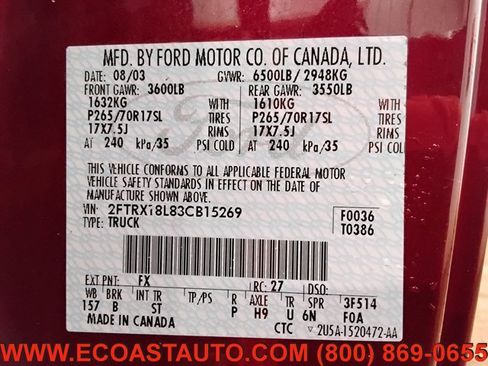 MFD. BY FORD MOTOR CO. OF CANADA, LTD.
DATE 08/03 GVWR: 6500LB/ 2948KG
FRONT GAWR: 3600LB REAR GAWR: 3550LB
1632KG WITH 1610KG WITH
P265/70R17SL TIRES P265/70R17SL TIRES
17X7.5J RIMS 17X7.5J RIMS
AT 240 kPa/35 PSI COLD AT 240 kPa/35 PSI COLD
THIS VEHICLE CONFORMS TO ALL APPLICABLE FEDERAL MOTOR
VEHICLE SAFETY STANDARDS IN EFFECT ON THE DATE OF
MANUFACTURE SHOWN ABOVE.
VIN 2FTRX18L83CB15269 F0036
TYPE: TRUCK T0386
EXT PNT: FX RC: 27 DSO:
WB BRK INT TR TP/PS R AXLE TR SPR 3F514
157 B ST P H9 U 6N F0A
MADE IN CANADA CTC 2U5A-1520472-AA
WWW.ECOASTAUTO.COM (800) 869-0655